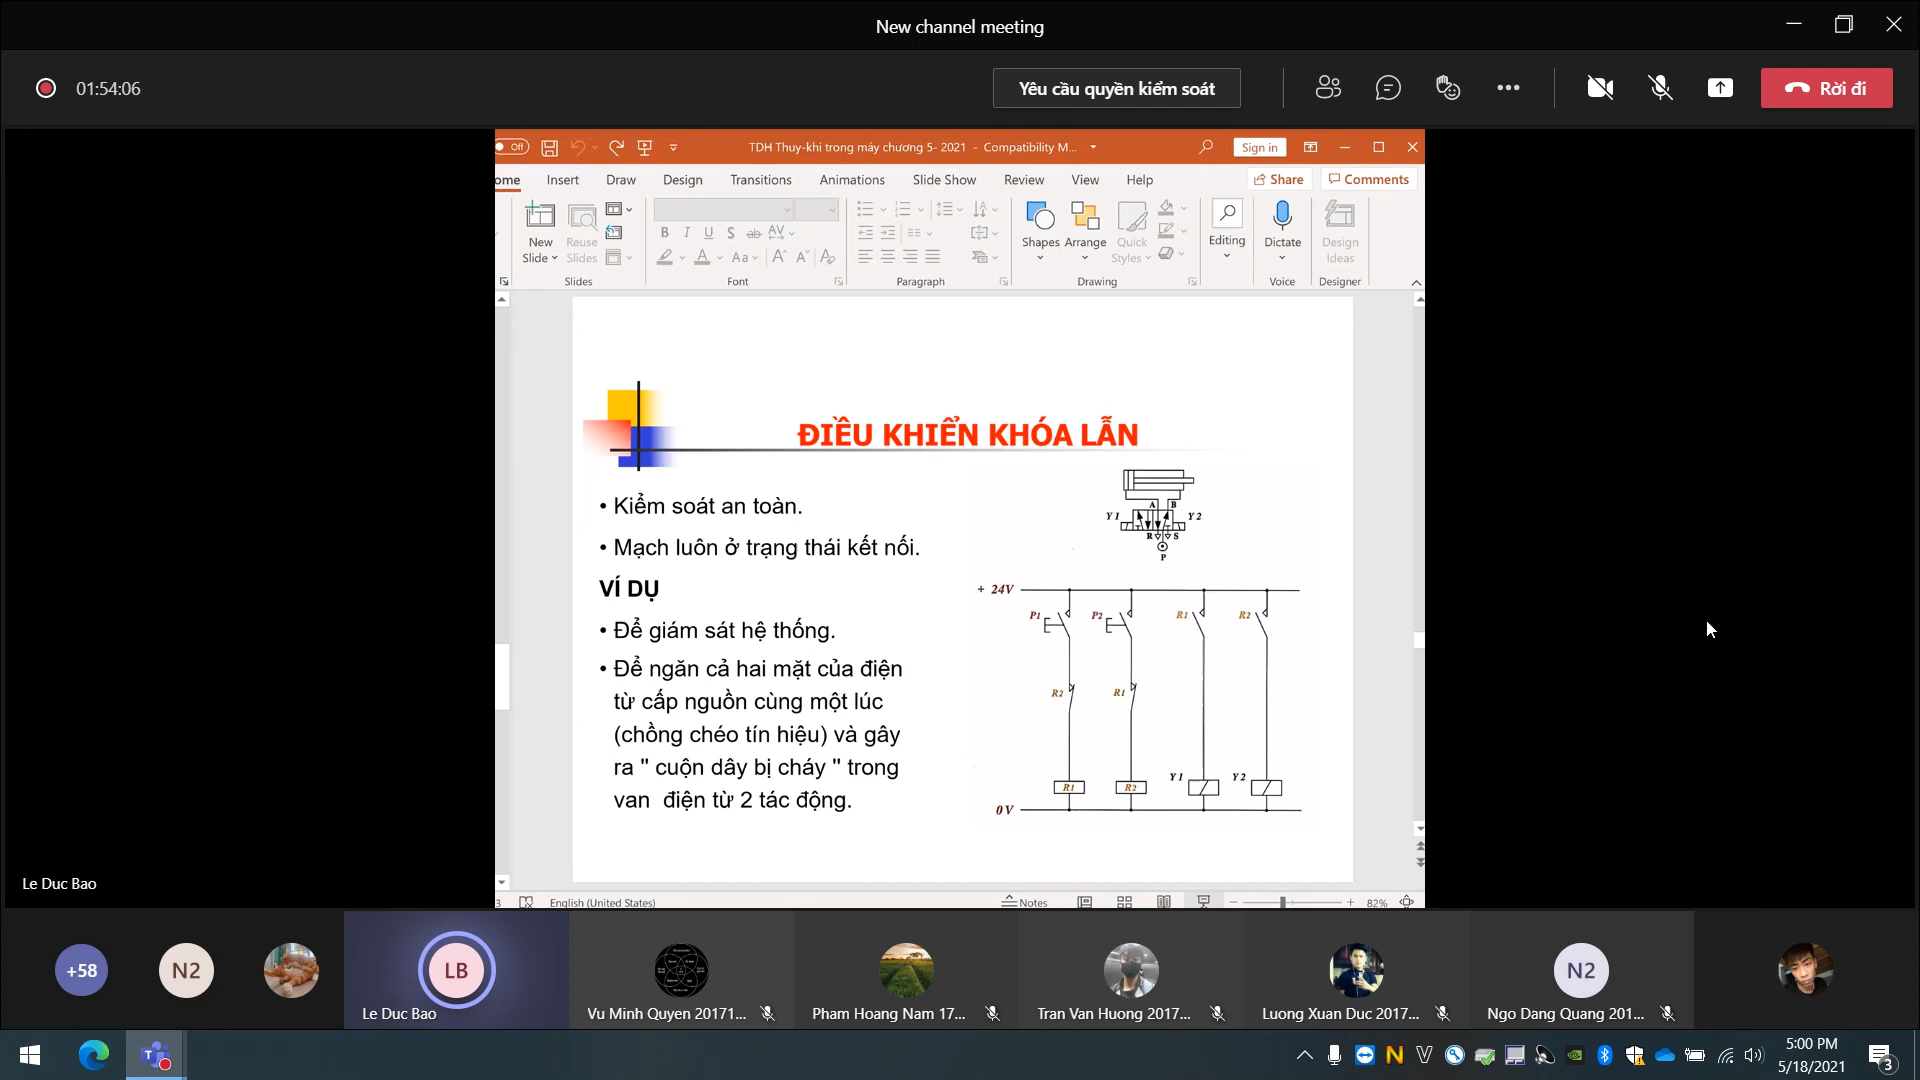 New channel meeting
01:54:06
Yêu cầu quyền kiểm soát
Rời đi
Off
TDH Thuy-khi trong máy chương 5- 2021 - Compatibility M...
Sign in
ome Insert Draw Design Transitions Animations Slide Show Review View Help
Share
Comments
New Slide
Reuse Slides
Shapes
Arrange
Quick Styles
Editing
Dictate
Design Ideas
Slides
Font
Paragraph
Drawing
Voice
Designer
ĐIỀU KHIỂN KHÓA LẪN
• Kiểm soát an toàn.
• Mạch luôn ở trạng thái kết nối.
VÍ DỤ
• Để giám sát hệ thống.
• Để ngăn cả hai mặt của điện
từ cấp nguồn cùng một lúc
(chồng chéo tín hiệu) và gây
ra " cuộn dây bị cháy " trong
van điện từ 2 tác động.
A B
Y1 Y2
R S
P
+ 24V
P1 P2 R1 R2
R2 R1
Y1 Y2
R1 R2
0V
3
English (United States)
Notes
82%
Le Duc Bao
+58
N2
LB
Le Duc Bao
Vu Minh Quyen 20171...
Pham Hoang Nam 17...
Tran Van Huong 2017...
Luong Xuan Duc 2017...
N2
Ngo Dang Quang 201...
5:00 PM
5/18/2021
3